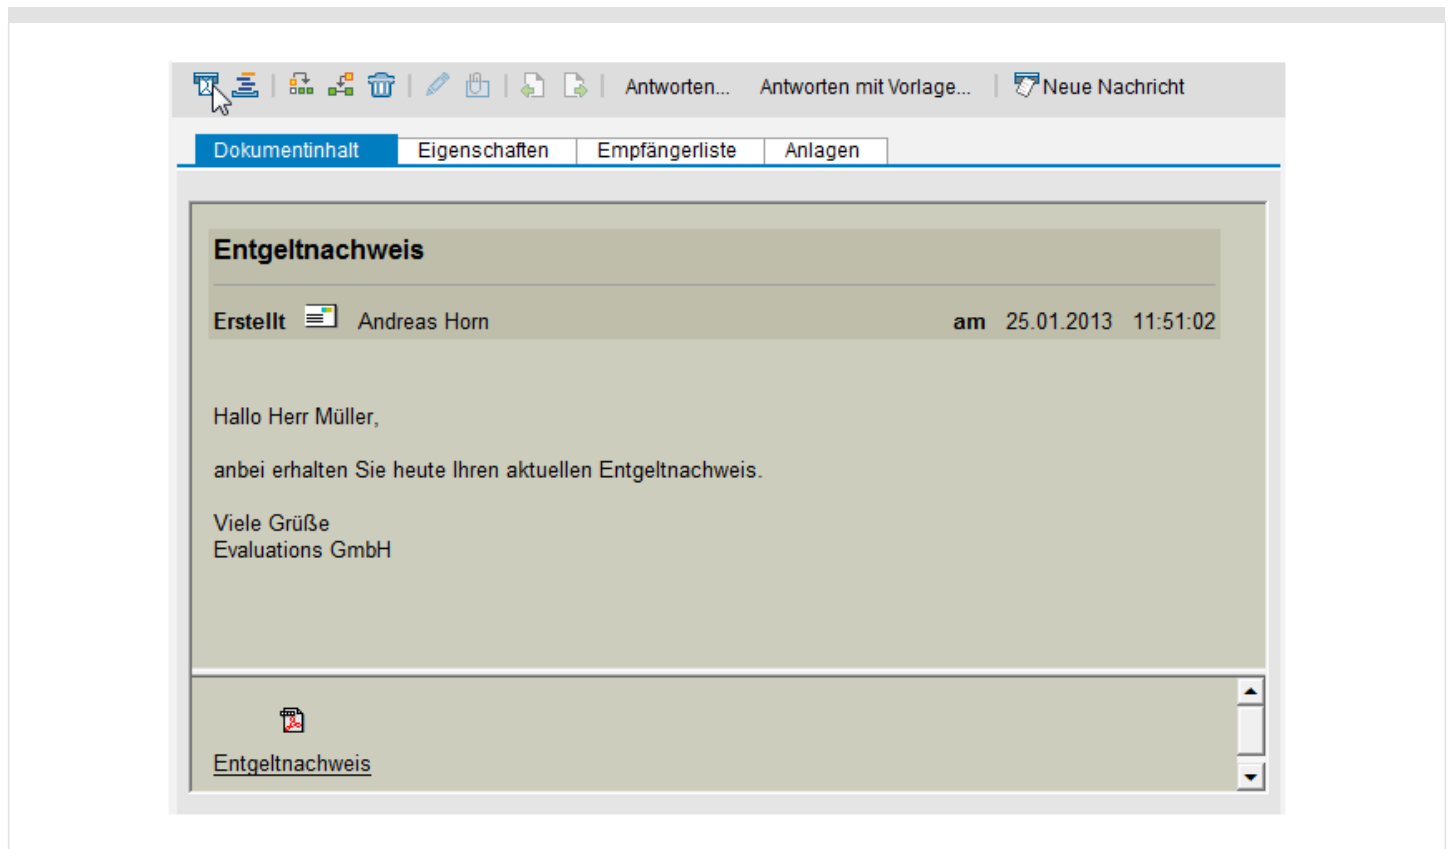 Antworten... Antworten mit Vorlage... Neue Nachricht
Dokumentinhalt Eigenschaften Empfängerliste Anlagen
Entgeltnachweis
Erstellt Andreas Horn am 25.01.2013 11:51:02
Hallo Herr Müller,
anbei erhalten Sie heute Ihren aktuellen Entgeltnachweis.
Viele Grüße
Evaluations GmbH
Entgeltnachweis